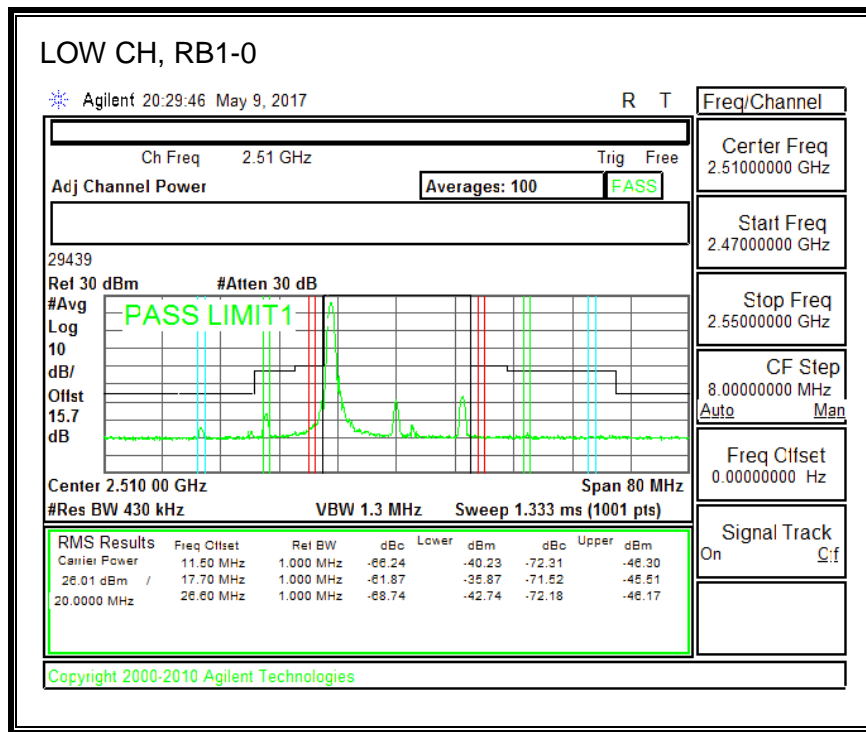 LOW CH, RB1-0
Agilent 20:29:46 May 9, 2017 R T
Freq/Channel
Ch Freq 2.51 GHz Trig Free
Adj Channel Power Averages: 100 PASS
Center Freq
2.51000000 GHz
Start Freq
2.47000000 GHz
Stop Freq
2.55000000 GHz
CF Step
8.00000000 MHz
Auto Man
Freq Offset
0.00000000 Hz
Signal Track
On Off
29439
Ref 30 dBm #Atten 30 dB
#Avg
Log
10
dB/
Offst
15.7
dB
PASS LIMIT1
Center 2.510 00 GHz Span 80 MHz
#Res BW 430 kHz VBW 1.3 MHz Sweep 1.333 ms (1001 pts)
RMS Results Freq Offset Ref BW dBc Lower dBm dBc Upper dBm
Carrier Power 11.50 MHz 1.000 MHz -66.24 -40.23 -72.31 -46.30
26.01 dBm / 17.70 MHz 1.000 MHz -61.87 -35.87 -71.52 -45.51
20.0000 MHz 26.60 MHz 1.000 MHz -68.74 -42.74 -72.18 -46.17
Copyright 2000-2010 Agilent Technologies